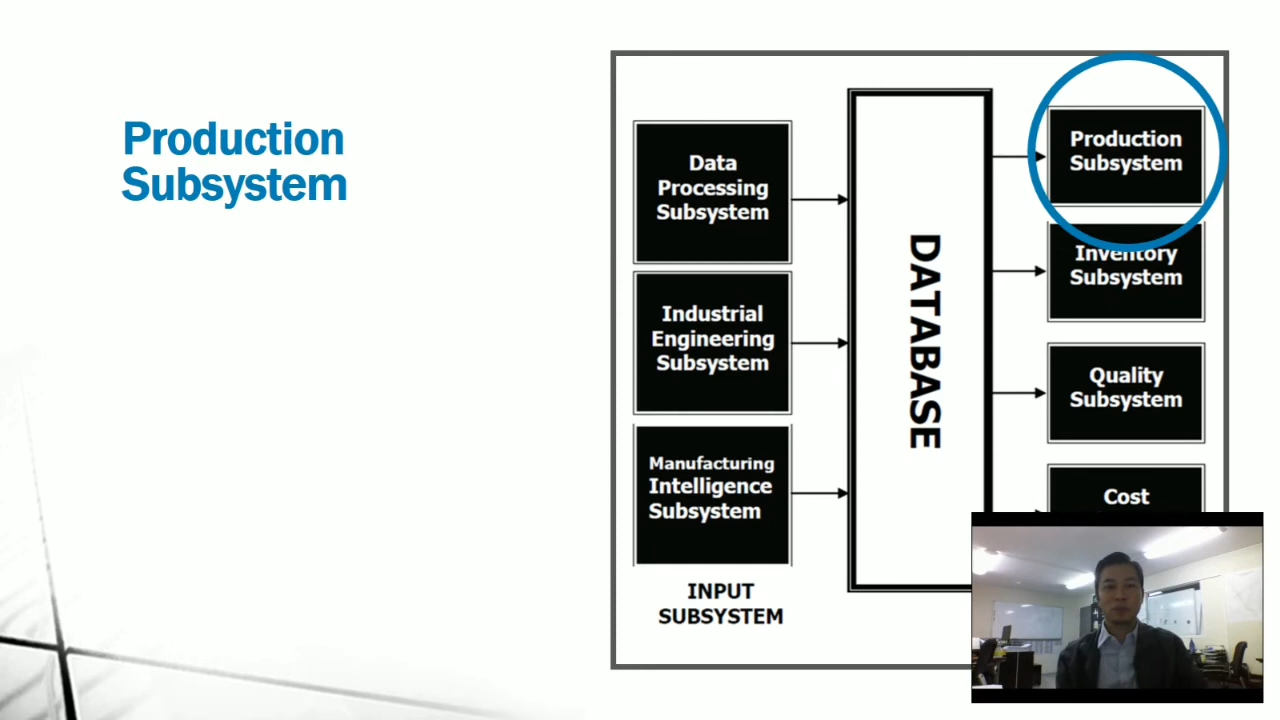 Production
Subsystem
Data
Processing
Subsystem
Industrial
Engineering
Subsystem
Manufacturing
Intelligence
Subsystem
INPUT
SUBSYSTEM
DATABASE
Production
Subsystem
Inventory
Subsystem
Quality
Subsystem
Cost